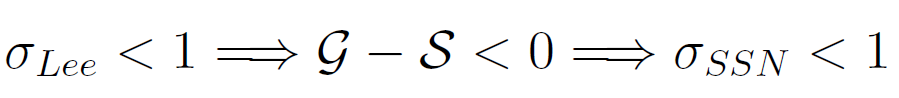 σ_{Lee} < 1 ⟹ 𝒢 − 𝒮 < 0 ⟹ σ_{SSN} < 1